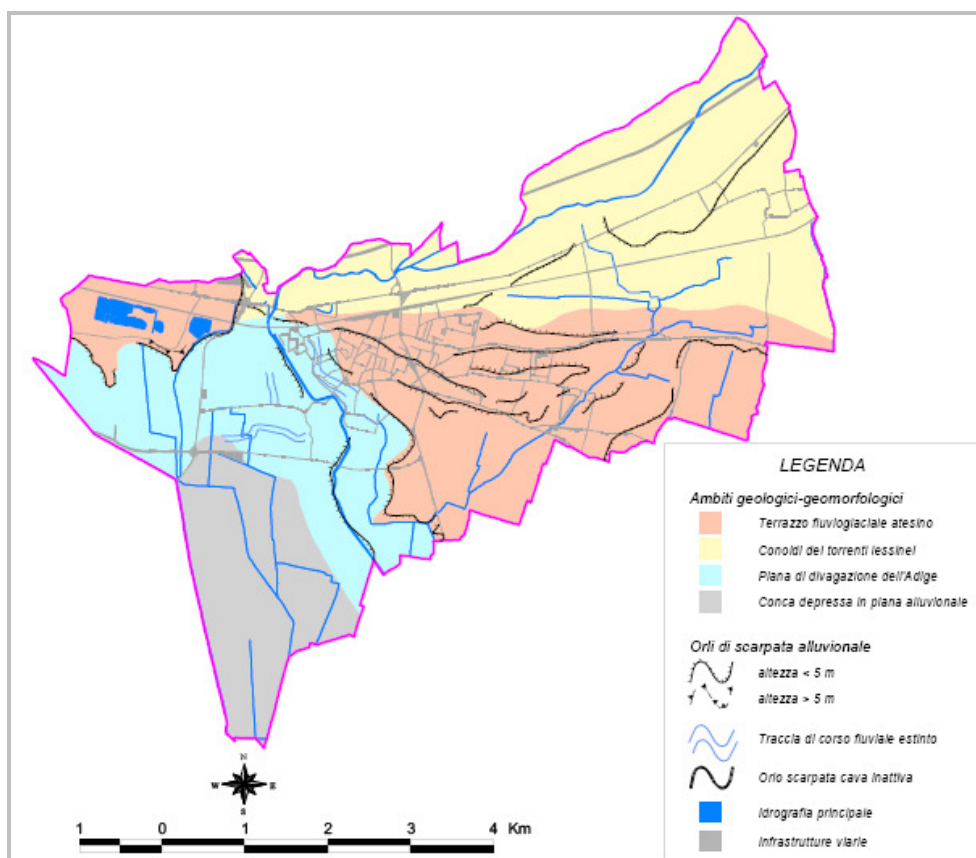 LEGENDA
Ambiti geologici-geomorfologici
Terrazzo fluvioglaciale atesino
Conoidi dei torrenti lessinei
Piana di divagazione dell'Adige
Conca depressa in piana alluvionale
Orli di scarpata alluvionale
altezza < 5 m
altezza > 5 m
Traccia di corso fluviale estinto
Orlo scarpata cava inattiva
Idrografia principale
Infrastrutture viarie
N
W E
S
1 0 1 2 3 4 Km